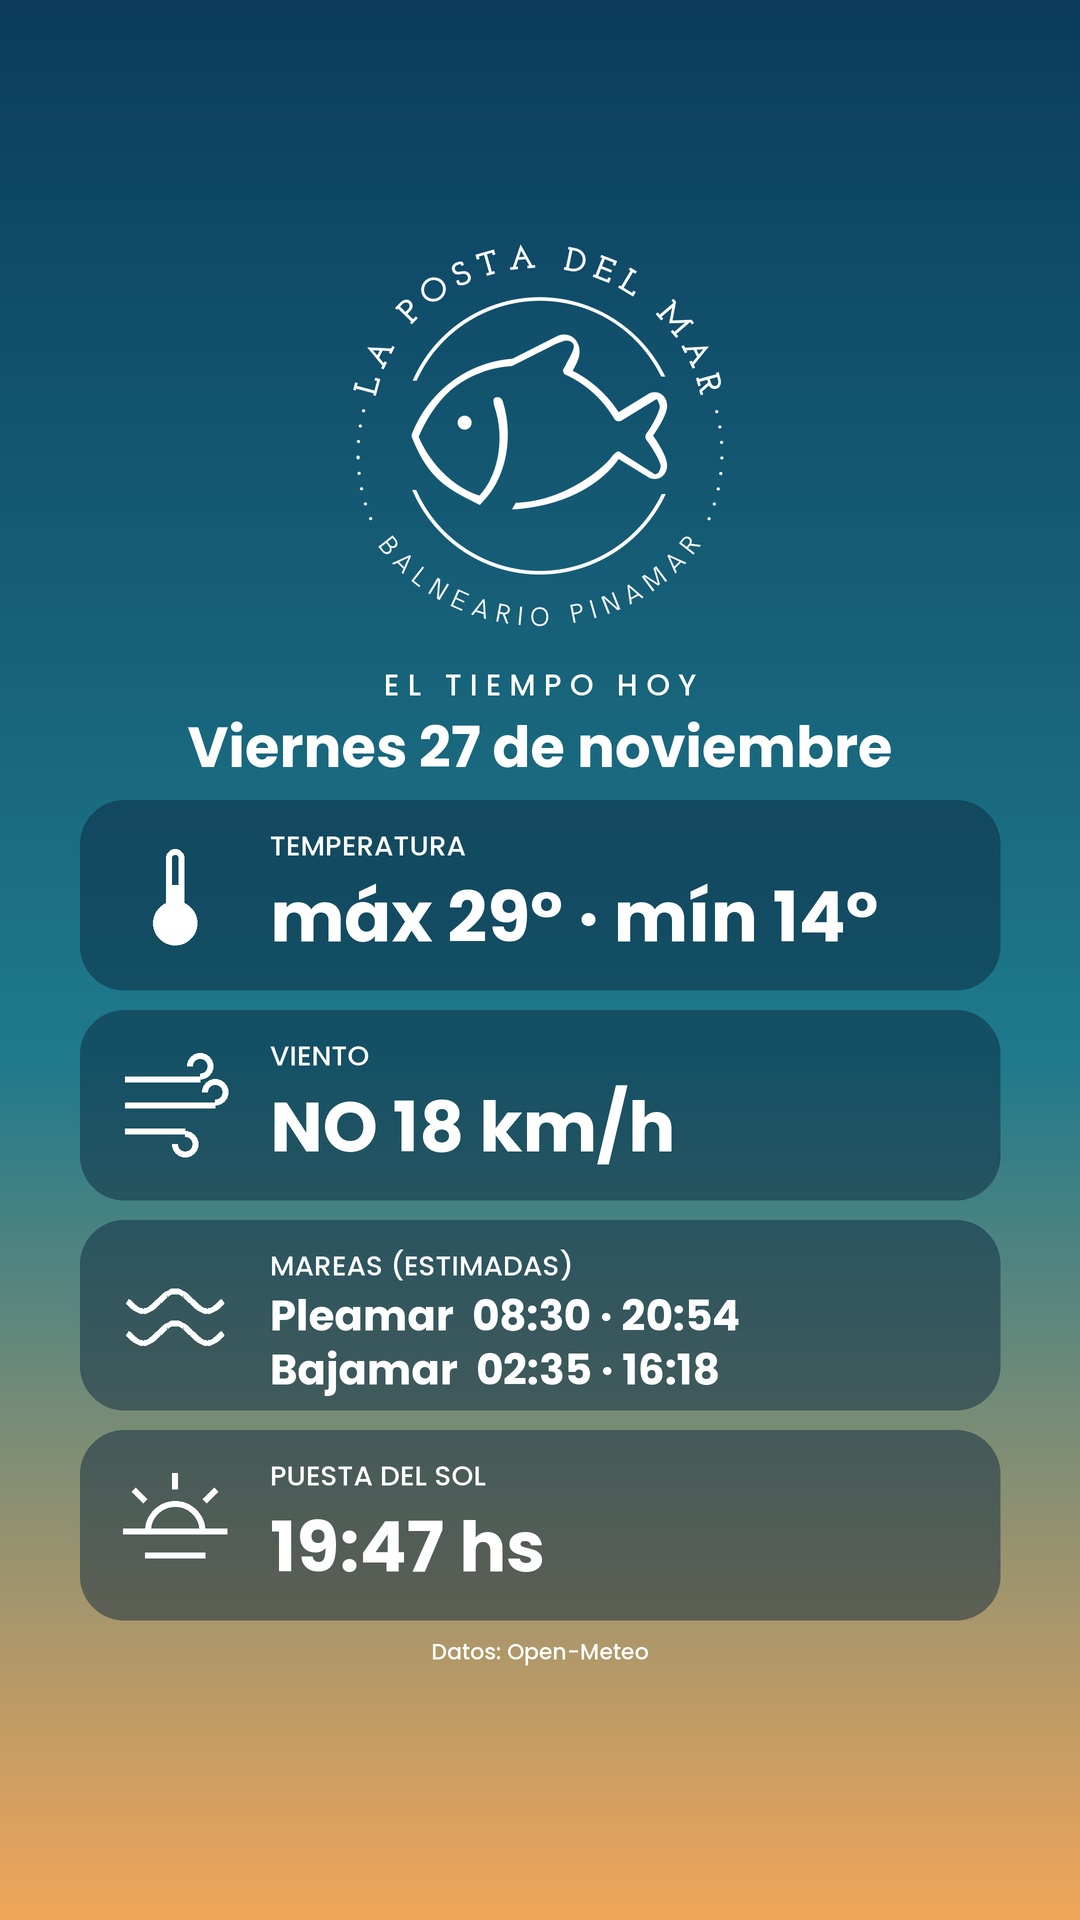 LA POSTA DEL MAR
BALNEARIO PINAMAR
EL TIEMPO HOY
Viernes 27 de noviembre
TEMPERATURA
máx 29° · mín 14°
VIENTO
NO 18 km/h
MAREAS (ESTIMADAS)
Pleamar 08:30 · 20:54
Bajamar 02:35 · 16:18
PUESTA DEL SOL
19:47 hs
Datos: Open-Meteo